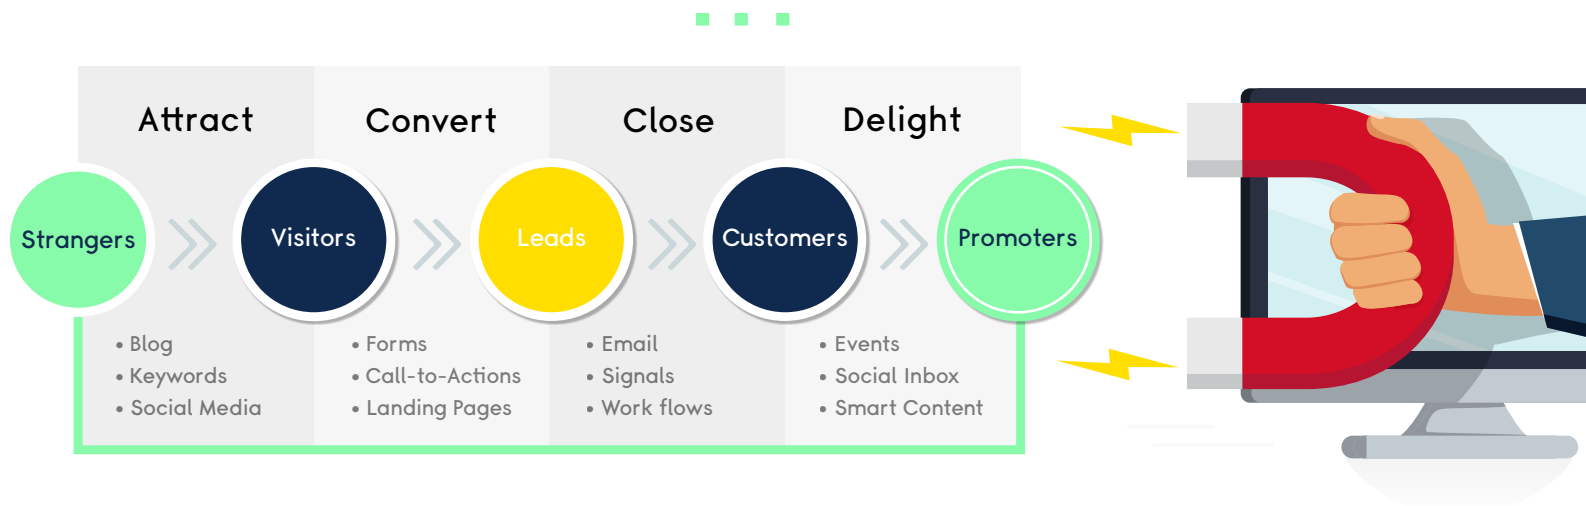 Attract
Convert
Close
Delight
Strangers
Visitors
Leads
Customers
Promoters
• Blog
• Keywords
• Social Media
• Forms
• Call-to-Actions
• Landing Pages
• Email
• Signals
• Work flows
• Events
• Social Inbox
• Smart Content